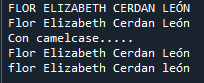 FLOR ELIZABETH CERDAN LEÓN
Flor Elizabeth Cerdan León
Con camelcase.....
Flor Elizabeth Cerdan León
flor Elizabeth Cerdan león